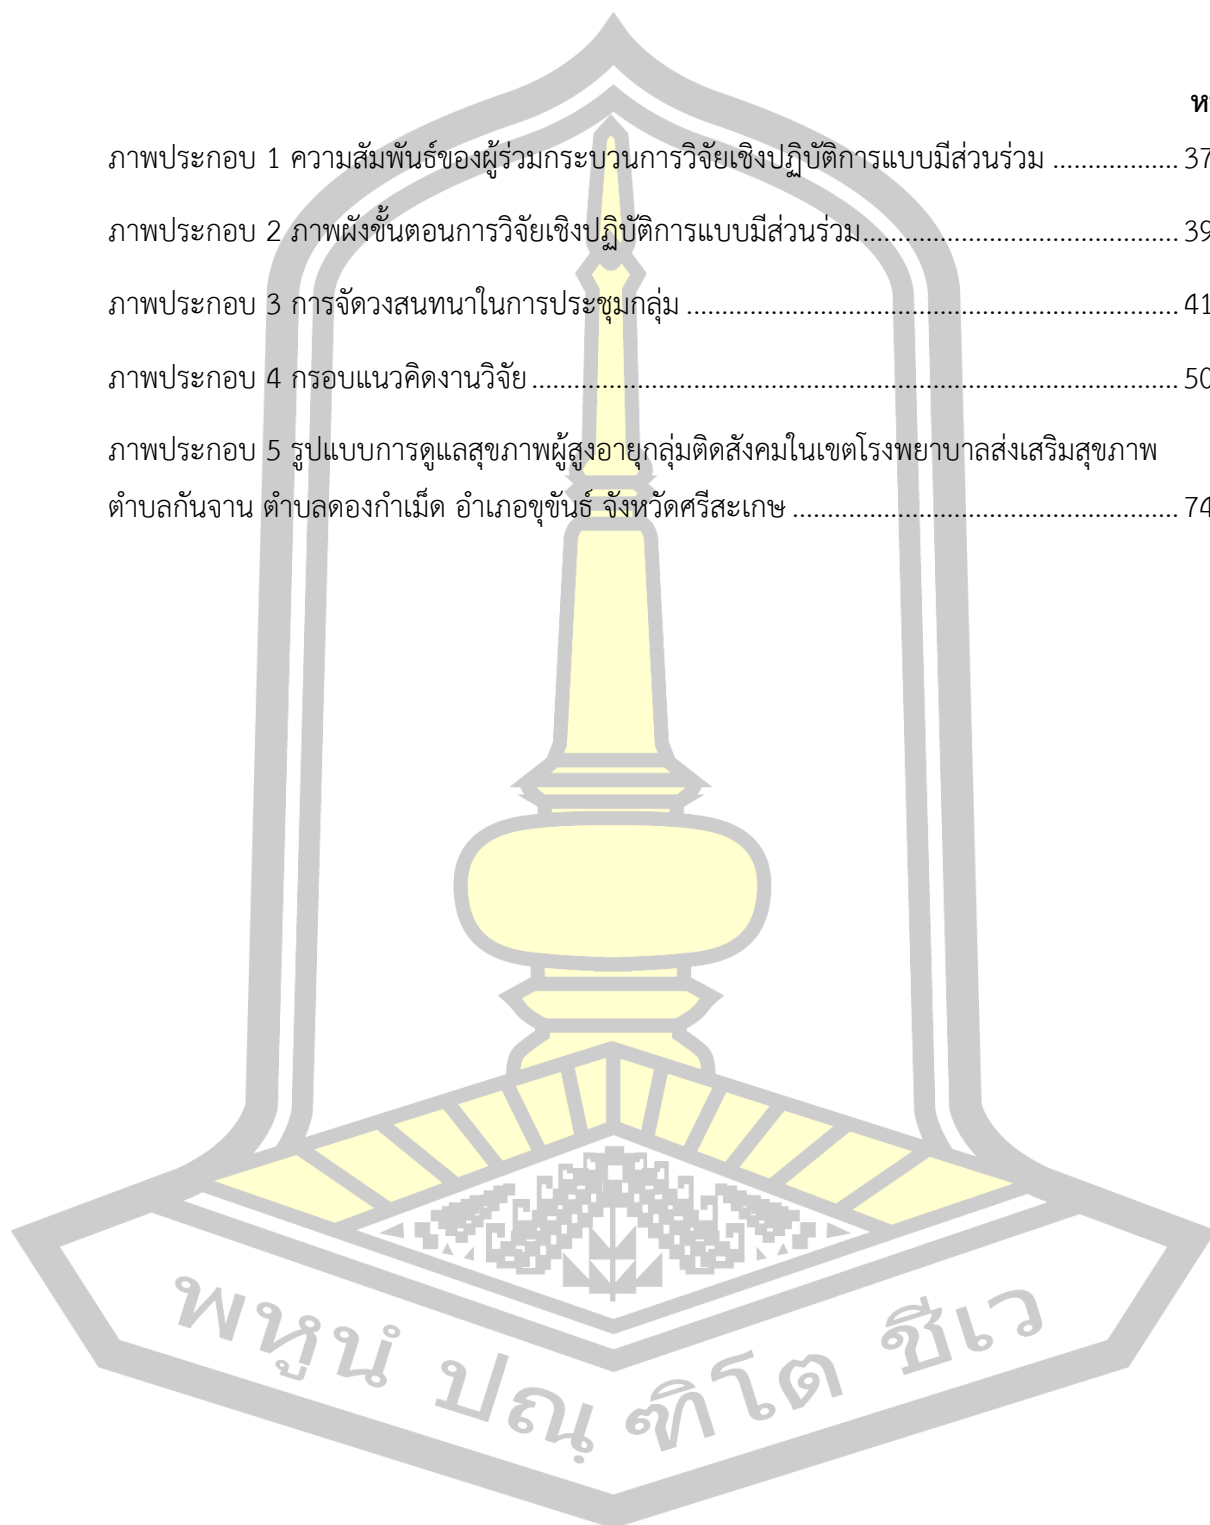 ภาพประกอบ 1 ความสัมพันธ์ของผู้ร่วมกระบวนการวิจัยเชิงปฏิบัติการแบบมีส่วนร่วม .................. 37
ภาพประกอบ 2 ภาพผังขั้นตอนการวิจัยเชิงปฏิบัติการแบบมีส่วนร่วม............................................. 39
ภาพประกอบ 3 การจัดวงสนทนาในการประชุมกลุ่ม ...................................................................... 41
ภาพประกอบ 4 กรอบแนวคิดงานวิจัย ............................................................................................ 50
ภาพประกอบ 5 รูปแบบการดูแลสุขภาพผู้สูงอายุกลุ่มติดสังคมในเขตโรงพยาบาลส่งเสริมสุขภาพ
ตำบลกันจาน ตำบลดองกำเม็ด อำเภอขุขันธ์ จังหวัดศรีสะเกษ ....................................................... 74
พหูนํ ปณฺฑิโต ชีเว